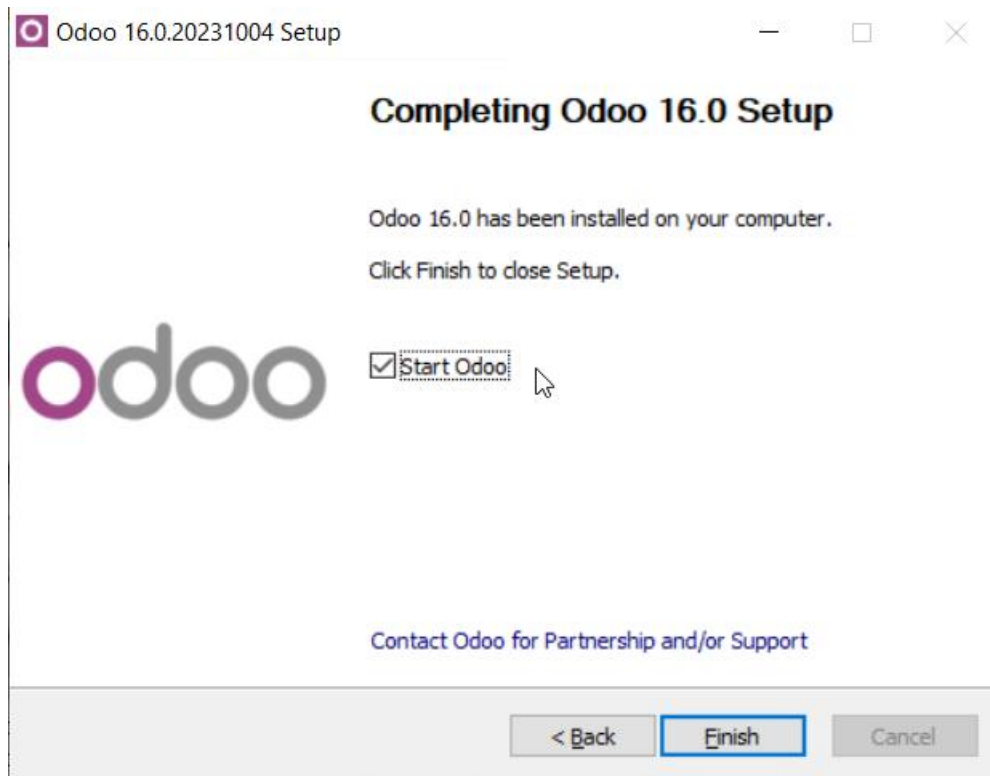 Odoo 16.0.20231004 Setup
Completing Odoo 16.0 Setup
Odoo 16.0 has been installed on your computer.
Click Finish to close Setup.
odoo
Start Odoo
Contact Odoo for Partnership and/or Support
< Back
Finish
Cancel